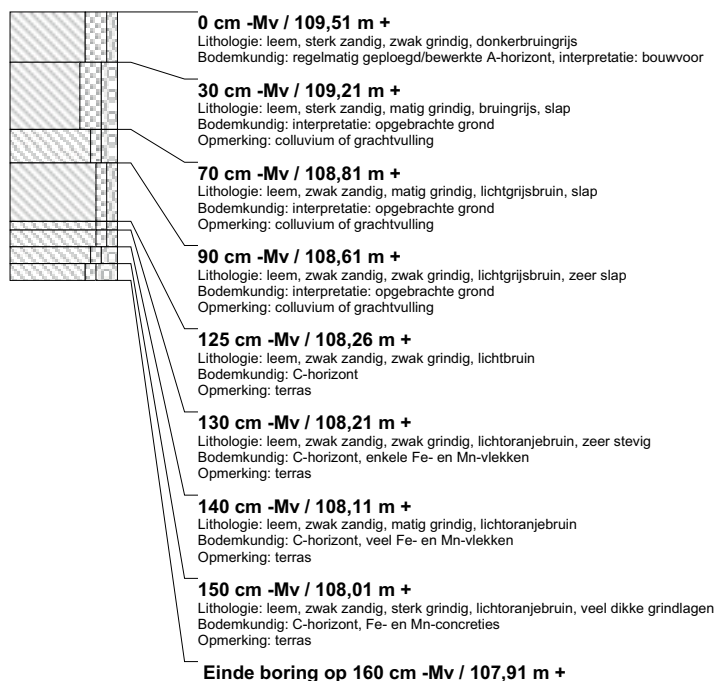 0 cm -Mv / 109,51 m +
Lithologie: leem, sterk zandig, zwak grindig, donkerbruingrijs
Bodemkundig: regelmatig geploegd/bewerkte A-horizont, interpretatie: bouwvoor
30 cm -Mv / 109,21 m +
Lithologie: leem, sterk zandig, matig grindig, bruingrijs, slap
Bodemkundig: interpretatie: opgebrachte grond
Opmerking: colluvium of grachtvulling
70 cm -Mv / 108,81 m +
Lithologie: leem, zwak zandig, matig grindig, lichtgrijsbruin, slap
Bodemkundig: interpretatie: opgebrachte grond
Opmerking: colluvium of grachtvulling
90 cm -Mv / 108,61 m +
Lithologie: leem, zwak zandig, zwak grindig, lichtgrijsbruin, zeer slap
Bodemkundig: interpretatie: opgebrachte grond
Opmerking: colluvium of grachtvulling
125 cm -Mv / 108,26 m +
Lithologie: leem, zwak zandig, zwak grindig, lichtbruin
Bodemkundig: C-horizont
Opmerking: terras
130 cm -Mv / 108,21 m +
Lithologie: leem, zwak zandig, zwak grindig, lichtoranjebruin, zeer stevig
Bodemkundig: C-horizont, enkele Fe- en Mn-vlekken
Opmerking: terras
140 cm -Mv / 108,11 m +
Lithologie: leem, zwak zandig, matig grindig, lichtoranjebruin
Bodemkundig: C-horizont, veel Fe- en Mn-vlekken
Opmerking: terras
150 cm -Mv / 108,01 m +
Lithologie: leem, zwak zandig, sterk grindig, lichtoranjebruin, veel dikke grindlagen
Bodemkundig: C-horizont, Fe- en Mn-concreties
Opmerking: terras
Einde boring op 160 cm -Mv / 107,91 m +